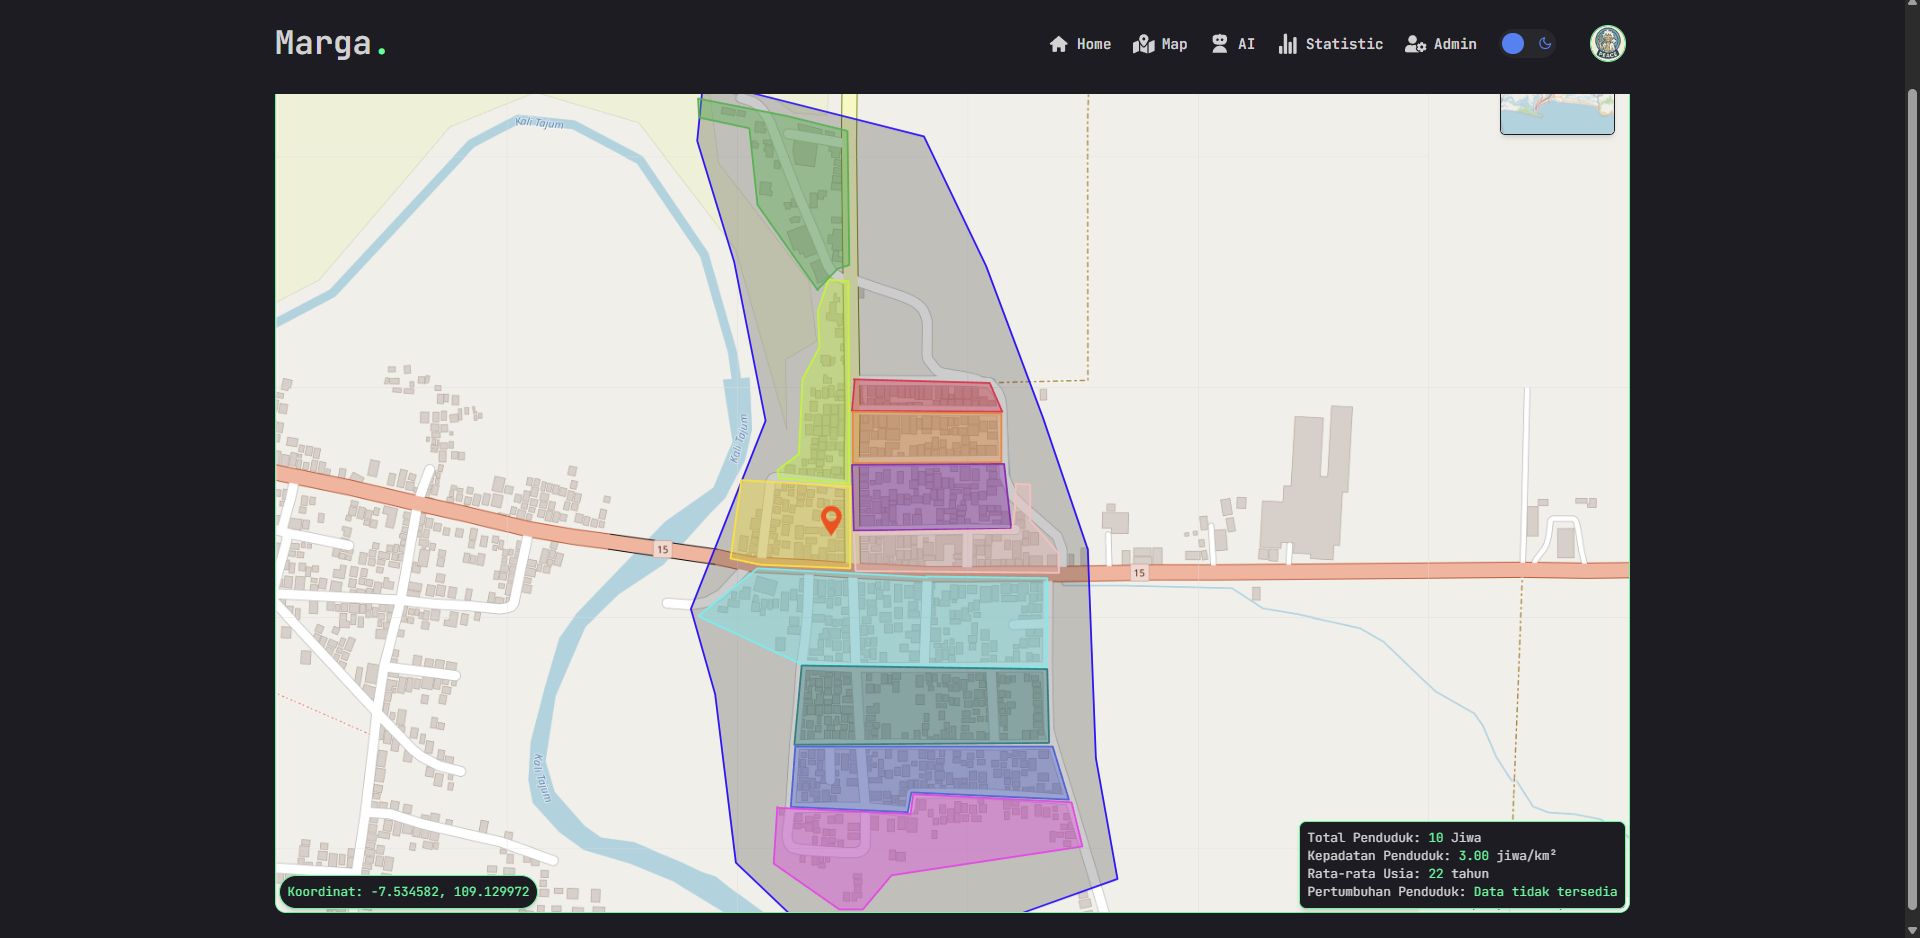 Marga.
Home
Map
AI
Statistic
Admin
PEACE
Kali Tajum
Kali Tajum
15
15
Kali Tajum
Total Penduduk: 10 Jiwa
Kepadatan Penduduk: 3.00 jiwa/km²
Rata-rata Usia: 22 tahun
Pertumbuhan Penduduk: Data tidak tersedia
Koordinat: -7.534582, 109.129972